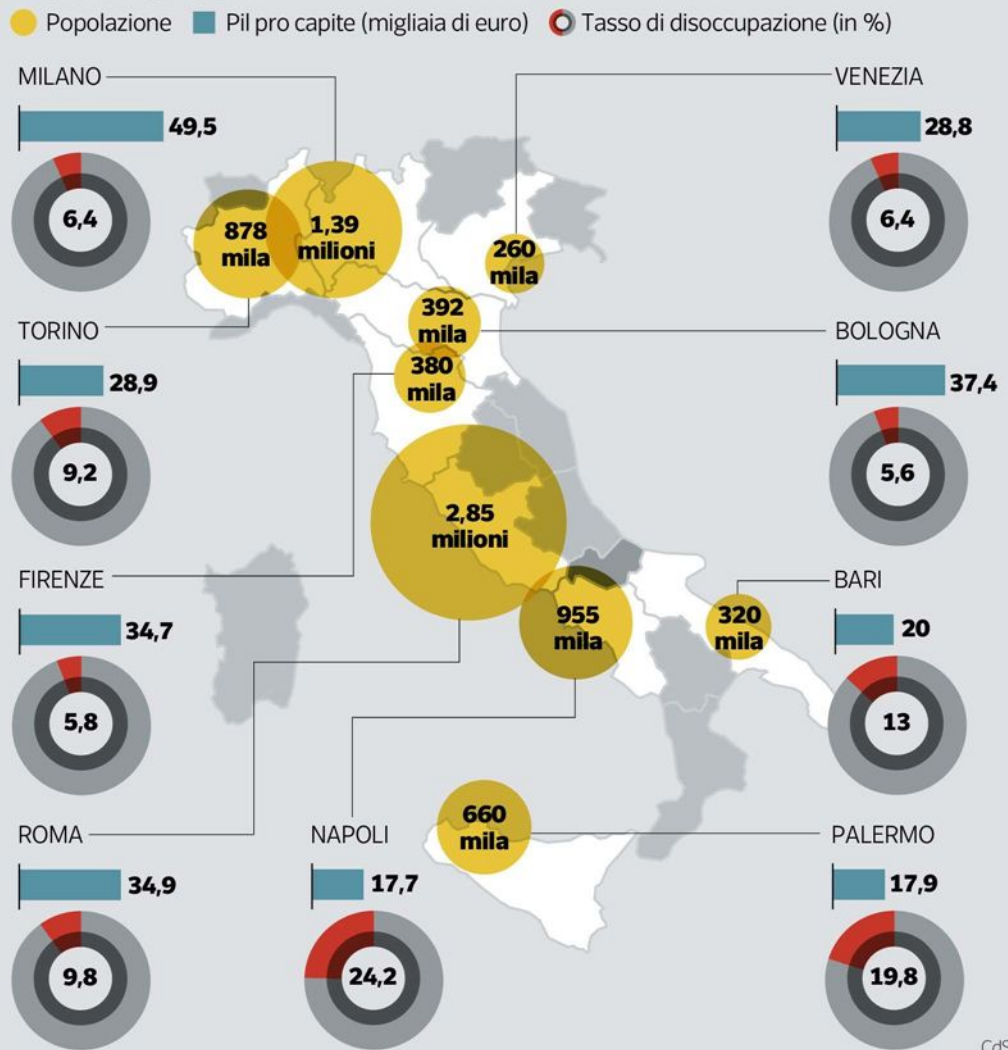 Popolazione
Pil pro capite (migliaia di euro)
Tasso di disoccupazione (in %)
MILANO
49,5
6,4
VENEZIA
28,8
6,4
878
mila
1,39
milioni
260
mila
392
mila
380
mila
TORINO
28,9
9,2
BOLOGNA
37,4
5,6
2,85
milioni
FIRENZE
34,7
5,8
955
mila
320
mila
BARI
20
13
660
mila
ROMA
34,9
9,8
NAPOLI
17,7
24,2
PALERMO
17,9
19,8
CdS